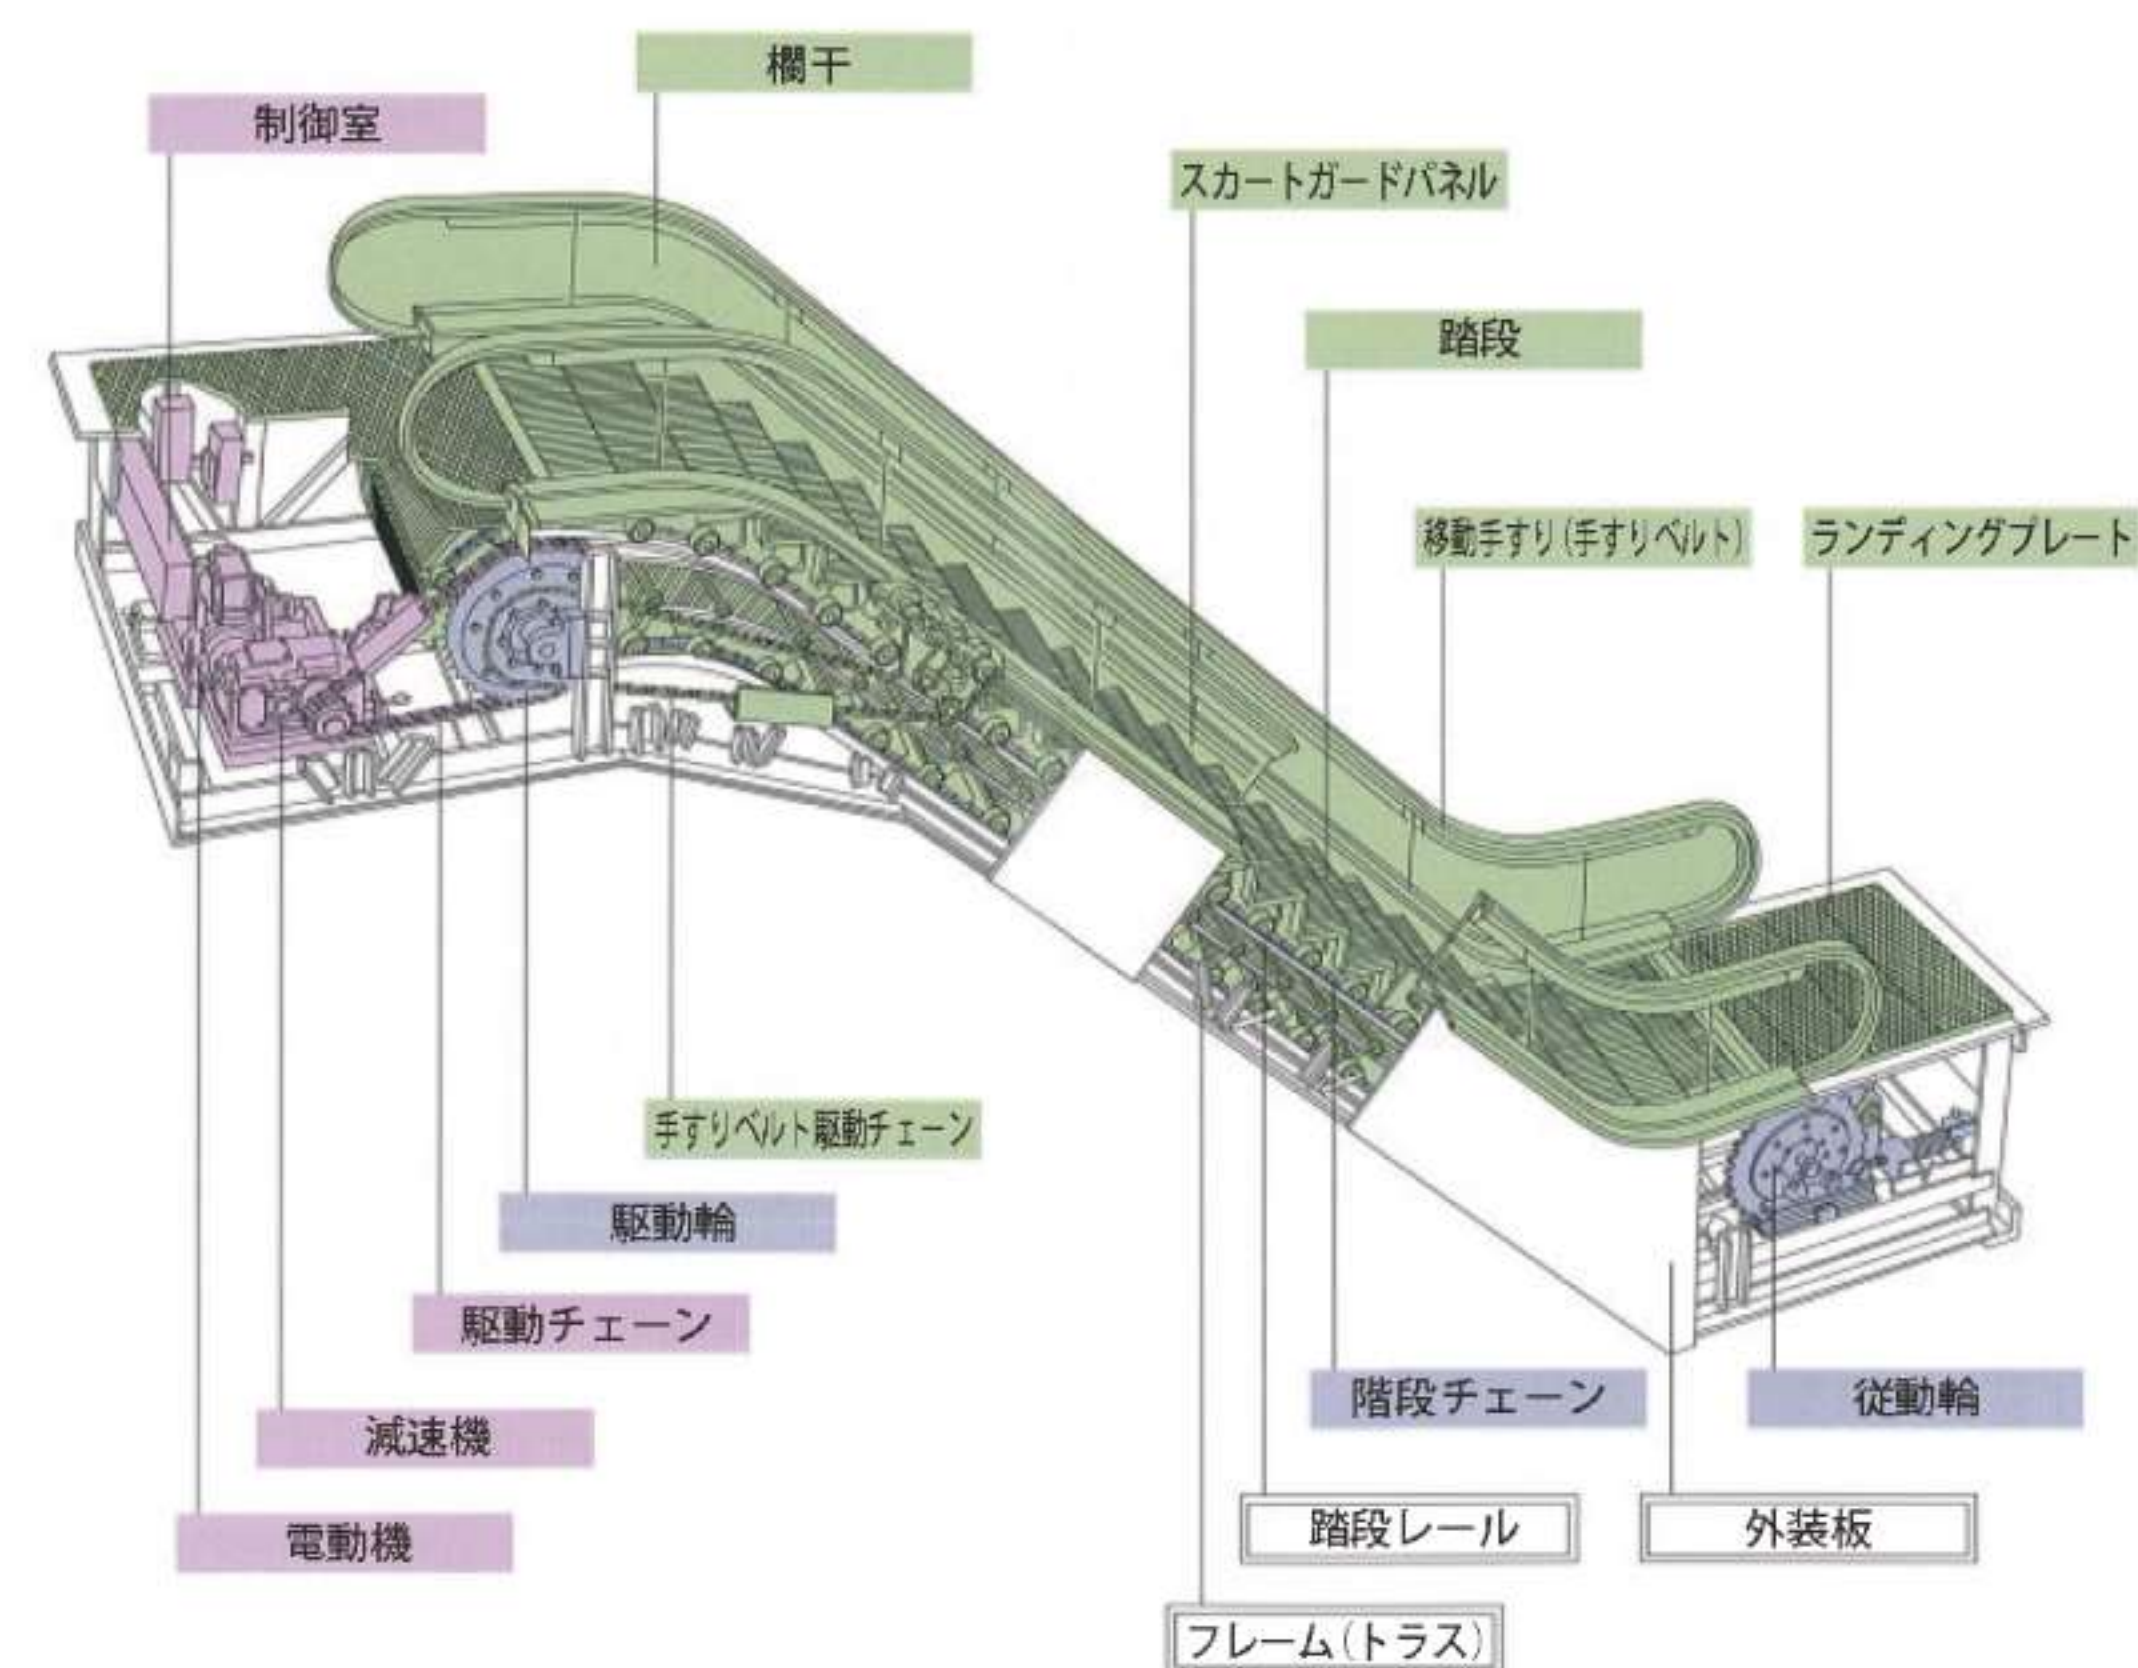 欄干
制御室
スカートガードパネル
踏段
移動手すり(手すりベルト)
ランディングプレート
手すりベルト駆動チェーン
駆動輪
駆動チェーン
階段チェーン
従動輪
減速機
踏段レール
外装板
電動機
フレーム(トラス)